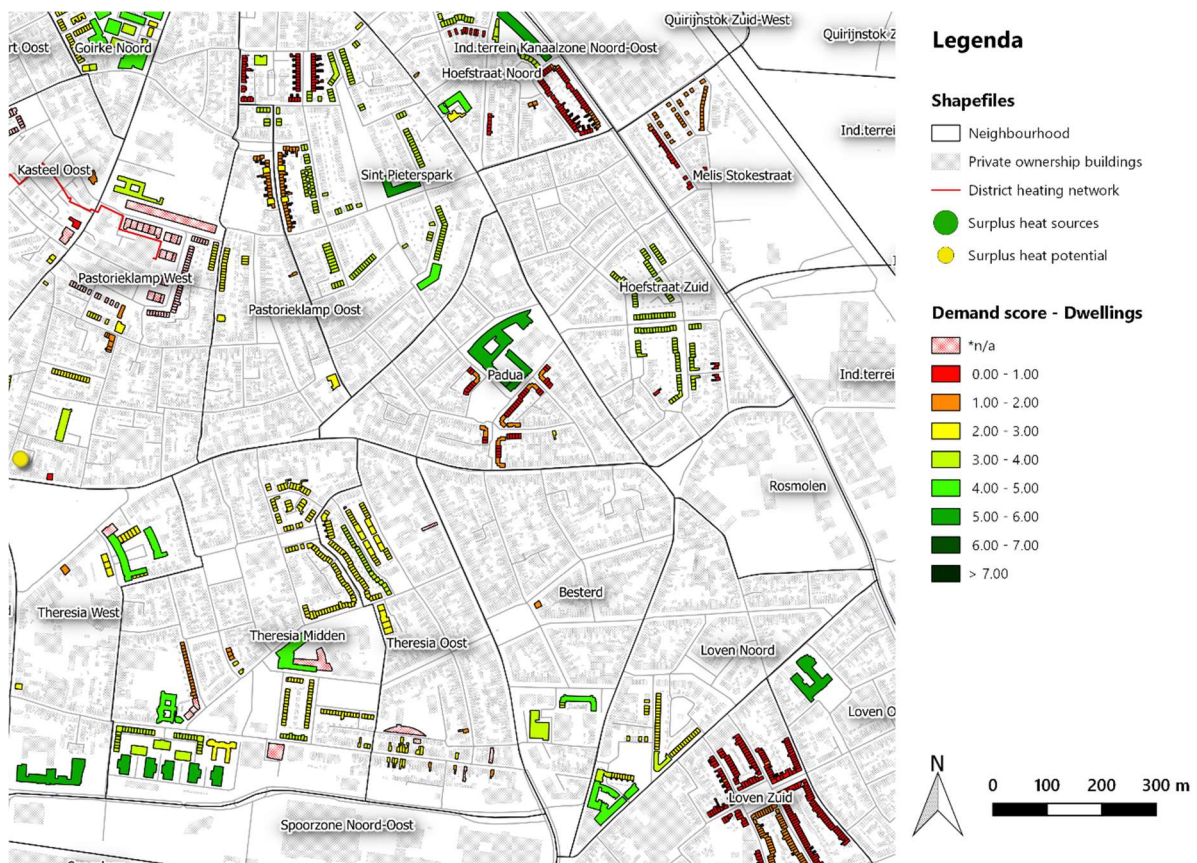 Quirijnstok Zuid-West
rt Oost
Goirke Noord
Ind.terrein Kanaalzone Noord-Oost
Quirijnstok Z
Hoefstraat Noord
Ind.terrei
Kasteel Oost
Sint Pieterspark
Melis Stokestraat
Pastorieklamp West
Hoefstraat Zuid
Pastorieklamp Oost
Padua
Ind.terrei
Rosmolen
Besterd
Theresia West
Theresia Midden
Theresia Oost
Loven Noord
Loven O
Loven Zuid
Spoorzone Noord-Oost
Legenda
Shapefiles
Neighbourhood
Private ownership buildings
District heating network
Surplus heat sources
Surplus heat potential
Demand score - Dwellings
*n/a
0.00 - 1.00
1.00 - 2.00
2.00 - 3.00
3.00 - 4.00
4.00 - 5.00
5.00 - 6.00
6.00 - 7.00
> 7.00
N
0 100 200 300 m